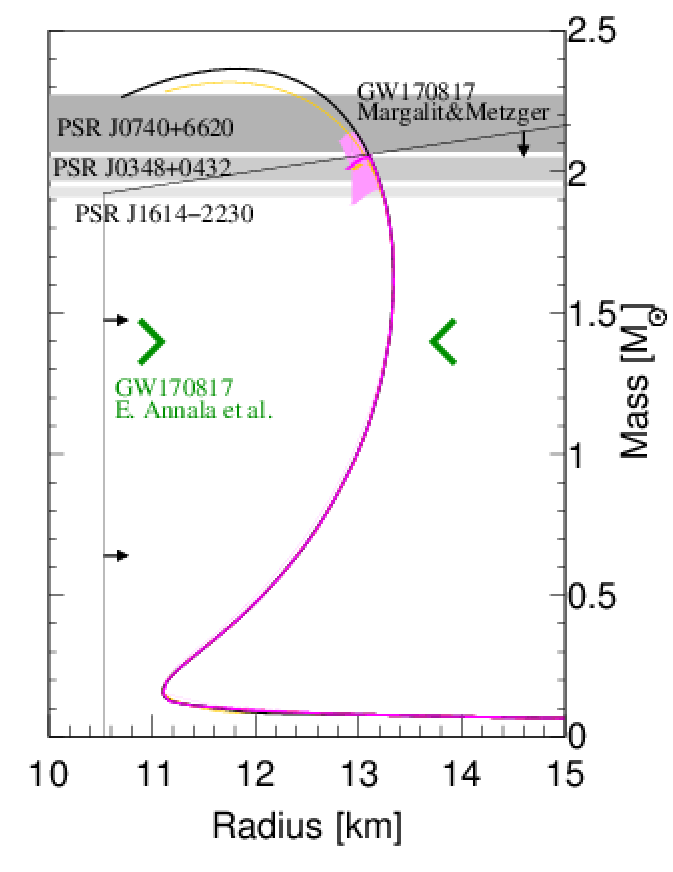 2.5
GW170817
Margalit&Metzger
PSR J0740+6620
PSR J0348+0432
2
PSR J1614−2230
1.5
Mass [M☉]
GW170817
E. Annala et al.
1
0.5
0
10 11 12 13 14 15
Radius [km]